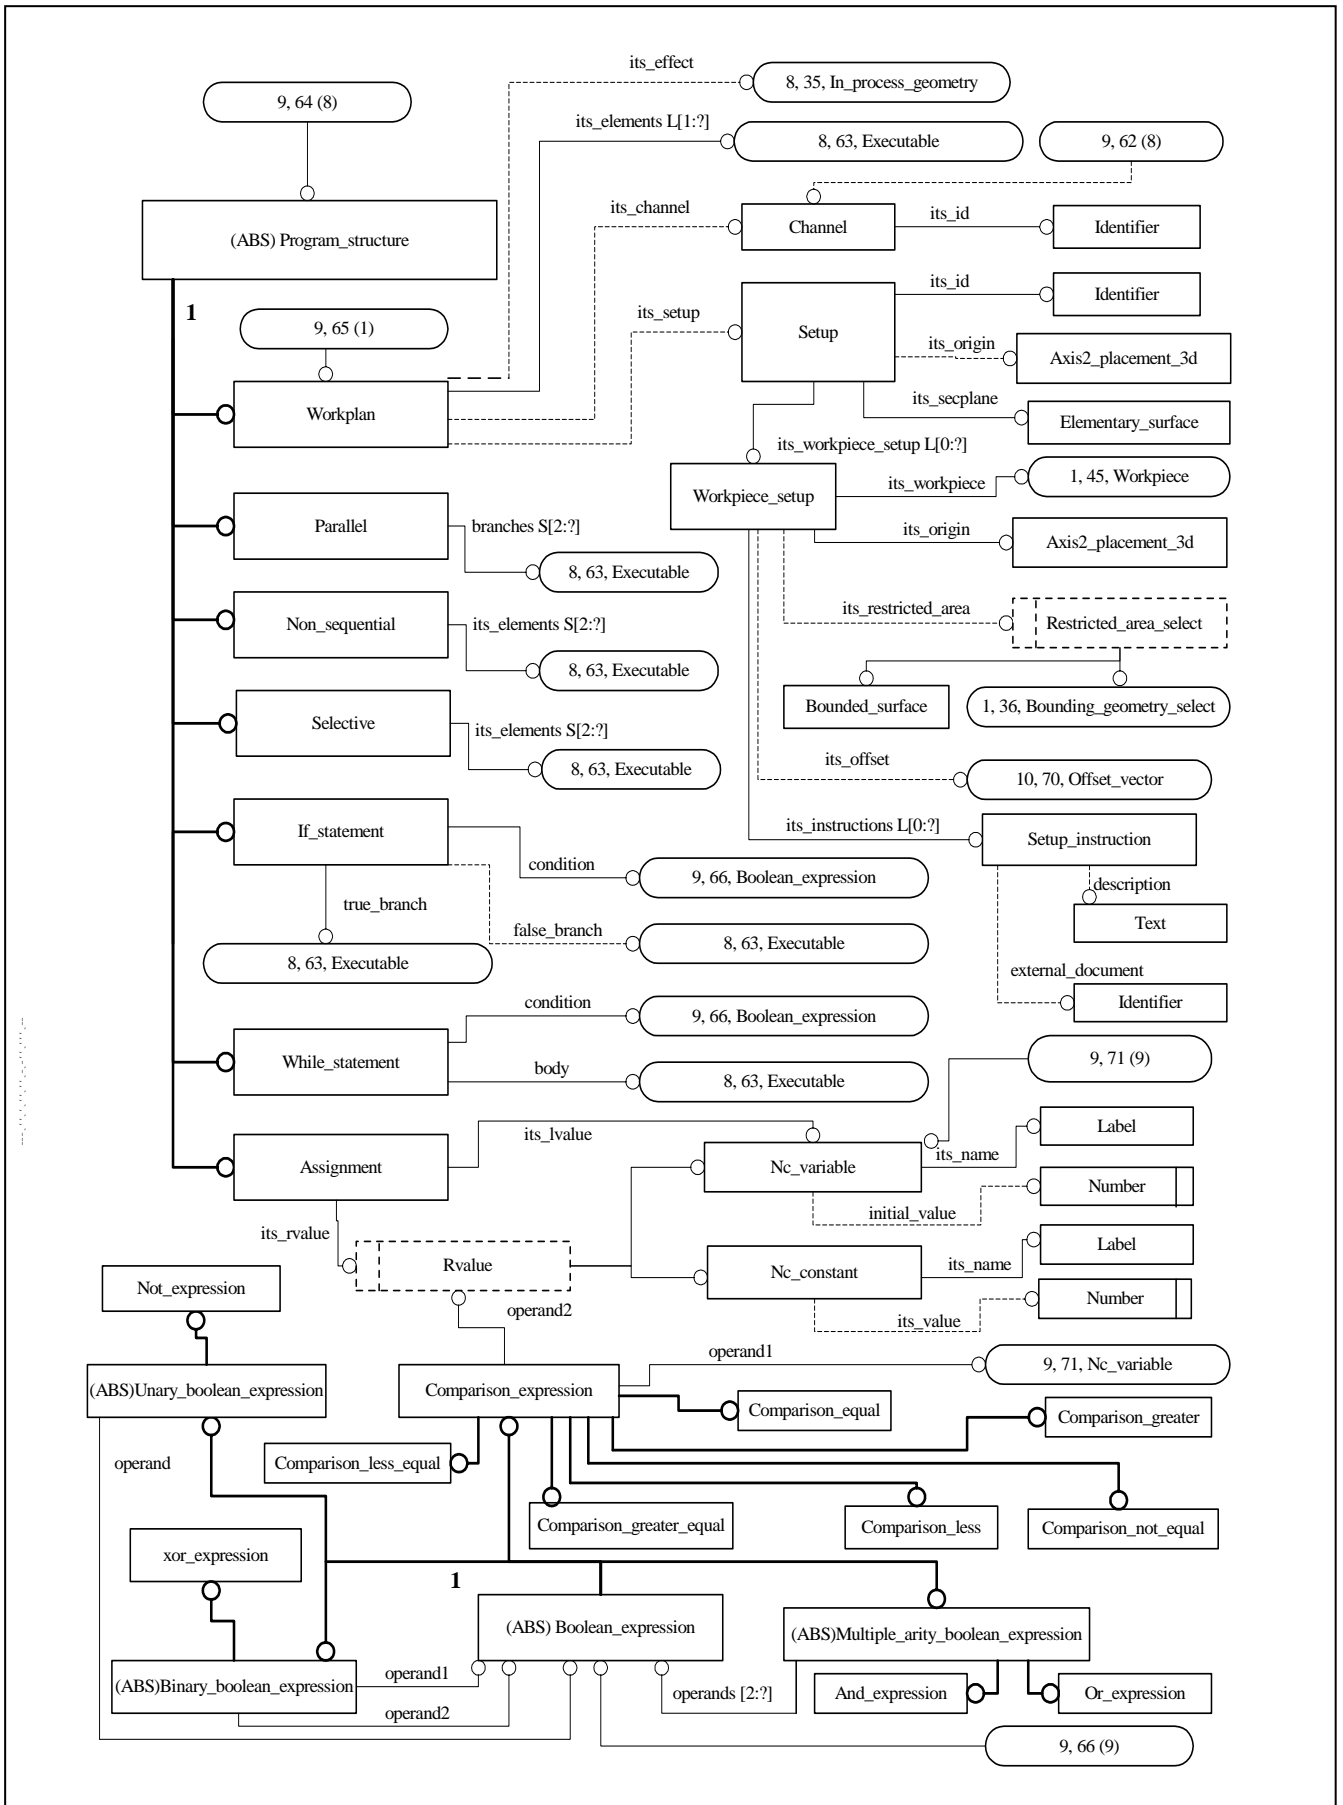 its_effect
8, 35, In_process_geometry
9, 64 (8)
its_elements L[1:?]
8, 63, Executable
9, 62 (8)
its_channel
Channel
its_id
Identifier
(ABS) Program_structure
1
9, 65 (1)
its_setup
Setup
its_id
Identifier
its_origin
Axis2_placement_3d
Workplan
its_secplane
Elementary_surface
its_workpiece_setup L[0:?]
Workpiece_setup
its_workpiece
1, 45, Workpiece
Parallel
branches S[2:?]
its_origin
Axis2_placement_3d
8, 63, Executable
Non_sequential
its_elements S[2:?]
its_restricted_area
Restricted_area_select
8, 63, Executable
Selective
its_elements S[2:?]
Bounded_surface
1, 36, Bounding_geometry_select
8, 63, Executable
its_offset
10, 70, Offset_vector
If_statement
its_instructions L[0:?]
Setup_instruction
condition
9, 66, Boolean_expression
description
true_branch
Text
false_branch
8, 63, Executable
8, 63, Executable
external_document
Identifier
condition
9, 66, Boolean_expression
While_statement
9, 71 (9)
body
8, 63, Executable
its_lvalue
Label
Assignment
Nc_variable
its_name
Number
initial_value
its_rvalue
Rvalue
Label
Nc_constant
its_name
Not_expression
Number
operand2
its_value
operand1
9, 71, Nc_variable
(ABS)Unary_boolean_expression
Comparison_expression
Comparison_equal
Comparison_greater
operand
Comparison_less_equal
Comparison_greater_equal
Comparison_less
Comparison_not_equal
xor_expression
1
(ABS) Boolean_expression
(ABS)Multiple_arity_boolean_expression
(ABS)Binary_boolean_expression
operand1
operands [2:?]
And_expression
Or_expression
operand2
9, 66 (9)